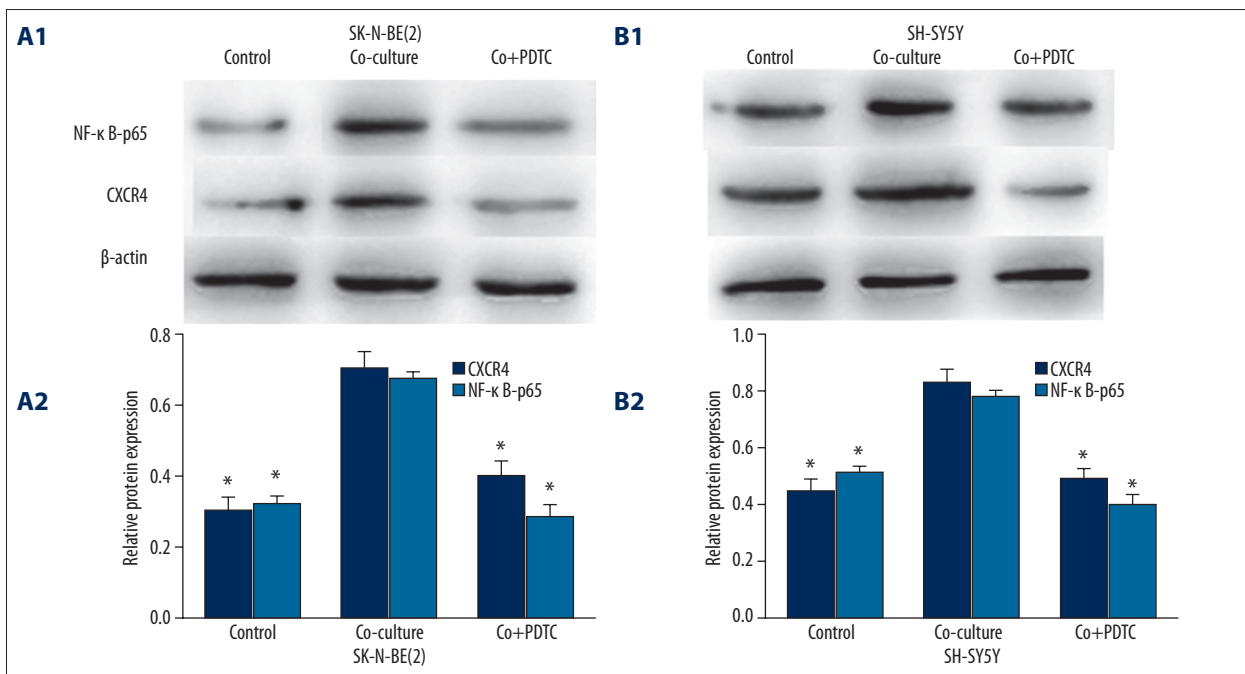 A1
SK-N-BE(2)
Control Co-culture Co+PDTC
NF-κ B-p65
CXCR4
β-actin
B1
SH-SY5Y
Control Co-culture Co+PDTC
A2
Relative protein expression
0.8
0.6
0.4
0.2
0.0
CXCR4
NF-κ B-p65
* * * *
Control Co-culture Co+PDTC
SK-N-BE(2)
B2
Relative protein expression
1.0
0.8
0.6
0.4
0.2
0.0
CXCR4
NF-κ B-p65
* * * *
Control Co-culture Co+PDTC
SH-SY5Y